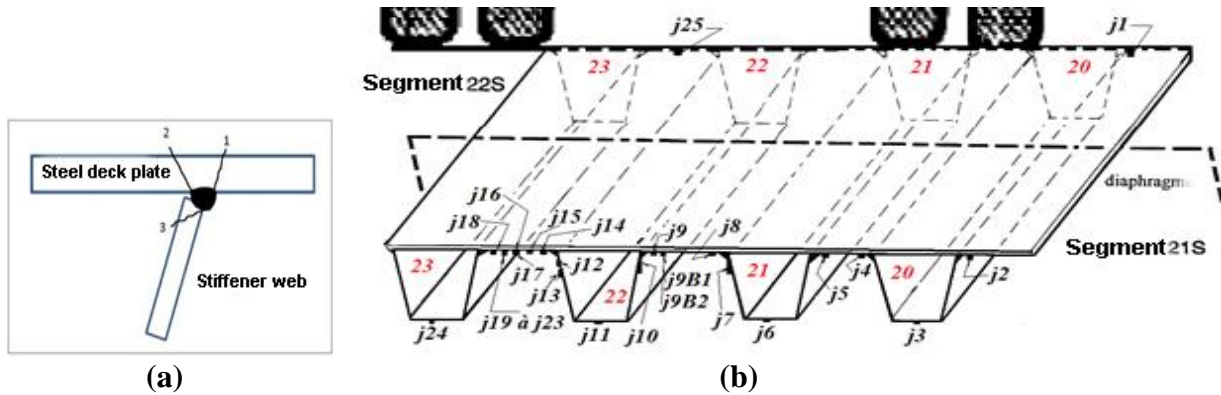 2
1
Steel deck plate
3
Stiffener web
(a)
j25
j1
23
22
21
20
Segment 22S
diaphragm
j16
j15
j14
j18
j9
j8
Segment 21S
23
j17
j12
21
j4
20
j2
j13
22
j9B1
j5
j9B2
j7
j24
j19 à j23
j11
j10
j6
j3
(b)